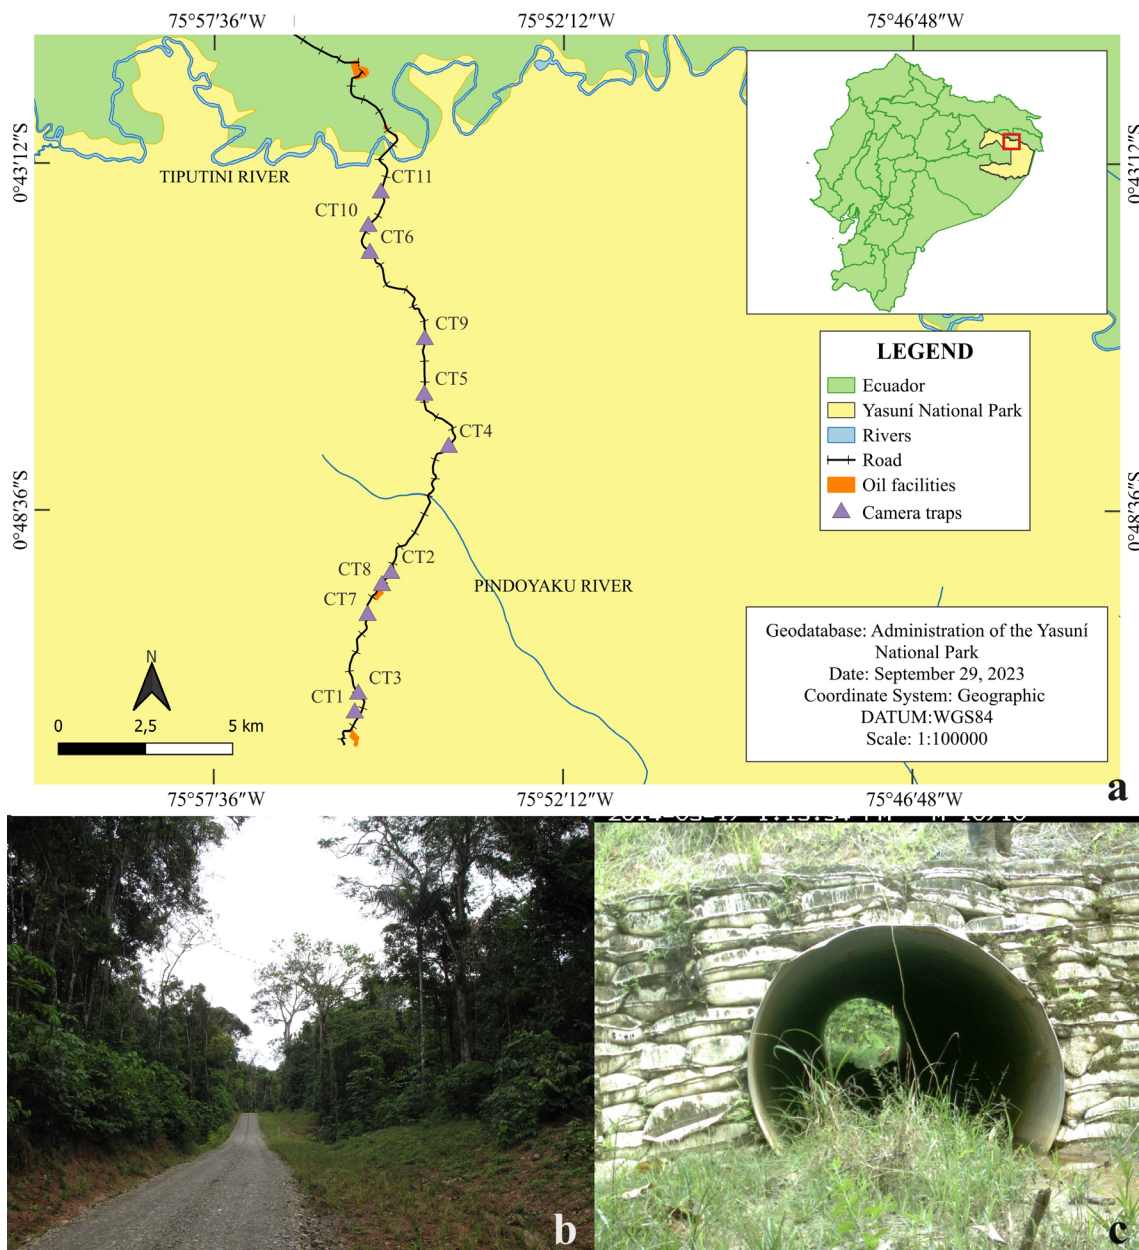 75°57'36"W
75°52'12"W
75°46'48"W
0°43'12"S
0°43'12"S
TIPUTINI RIVER
CT11
CT10
CT6
CT9
CT5
CT4
LEGEND
Ecuador
Yasuní National Park
Rivers
Road
Oil facilities
Camera traps
0°48'36"S
0°48'36"S
CT2
CT8
CT7
PINDOYAKU RIVER
CT3
CT1
N
0 2,5 5 km
Geodatabase: Administration of the Yasuní
National Park
Date: September 29, 2023
Coordinate System: Geographic
DATUM:WGS84
Scale: 1:100000
a
75°57'36"W
75°52'12"W
75°46'48"W
b
c